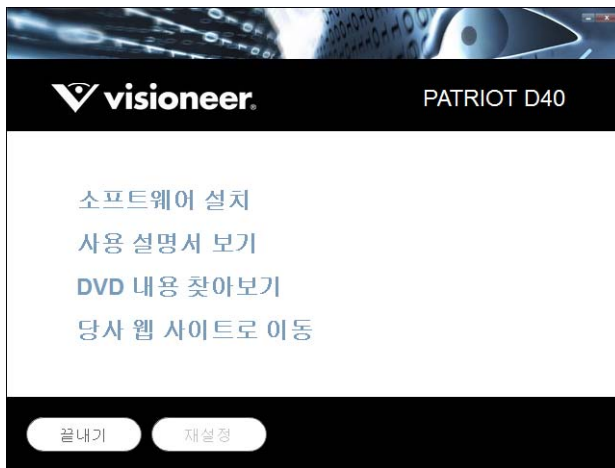 visioneer.
PATRIOT D40
소프트웨어 설치
사용 설명서 보기
DVD 내용 찾아보기
당사 웹 사이트로 이동
끝내기
재설정